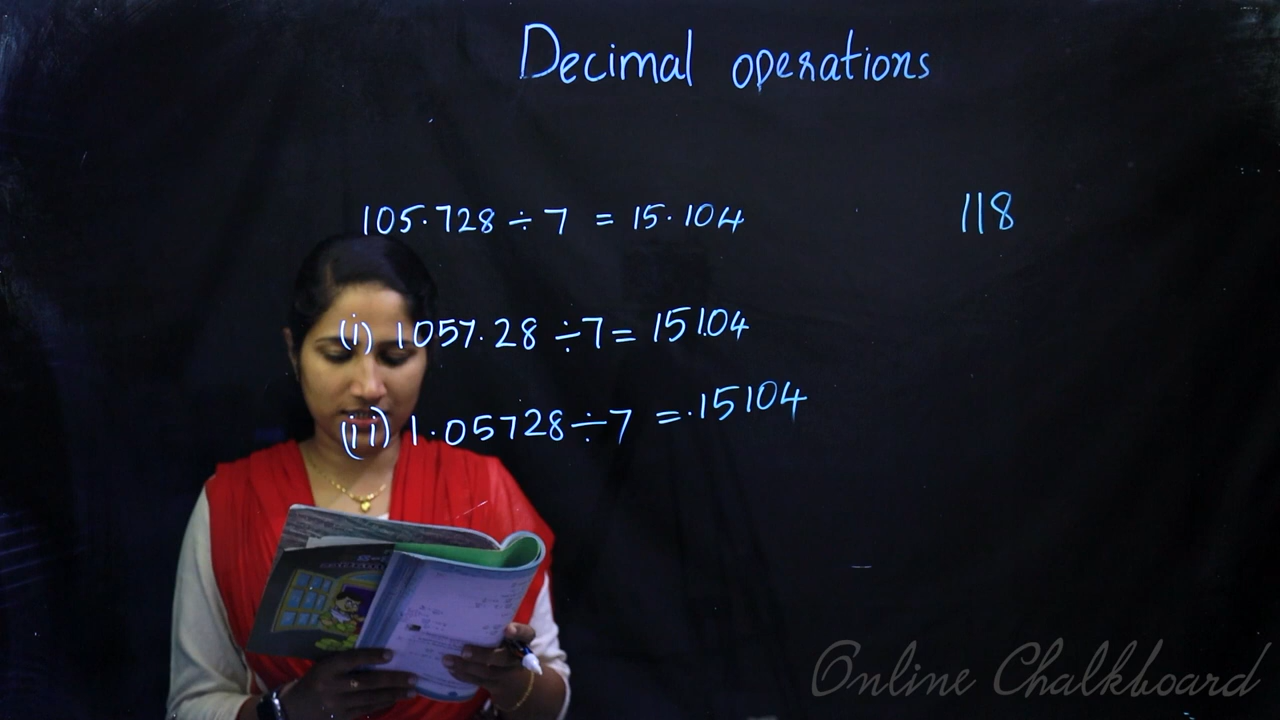 Decimal operations
105.728 ÷ 7 = 15.104
118
(i) 1057.28 ÷ 7 = 151.04
(ii) 1.05728 ÷ 7 = .15104
Online Chalkboard